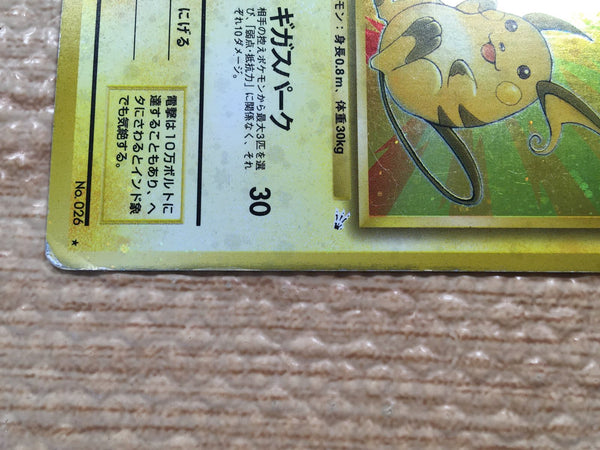 モン:身長0.8m、体重30kg
ギガスパーク 30
相手の控えポケモンから最大3匹を選
び、「弱点・抵抗力」に関係なく、それ
ぞれ10ダメージ。
にげる
電撃は10万ボルトに
達することもあり、ヘ
タにさわるとインド象
でも気絶する。
No.026 ★